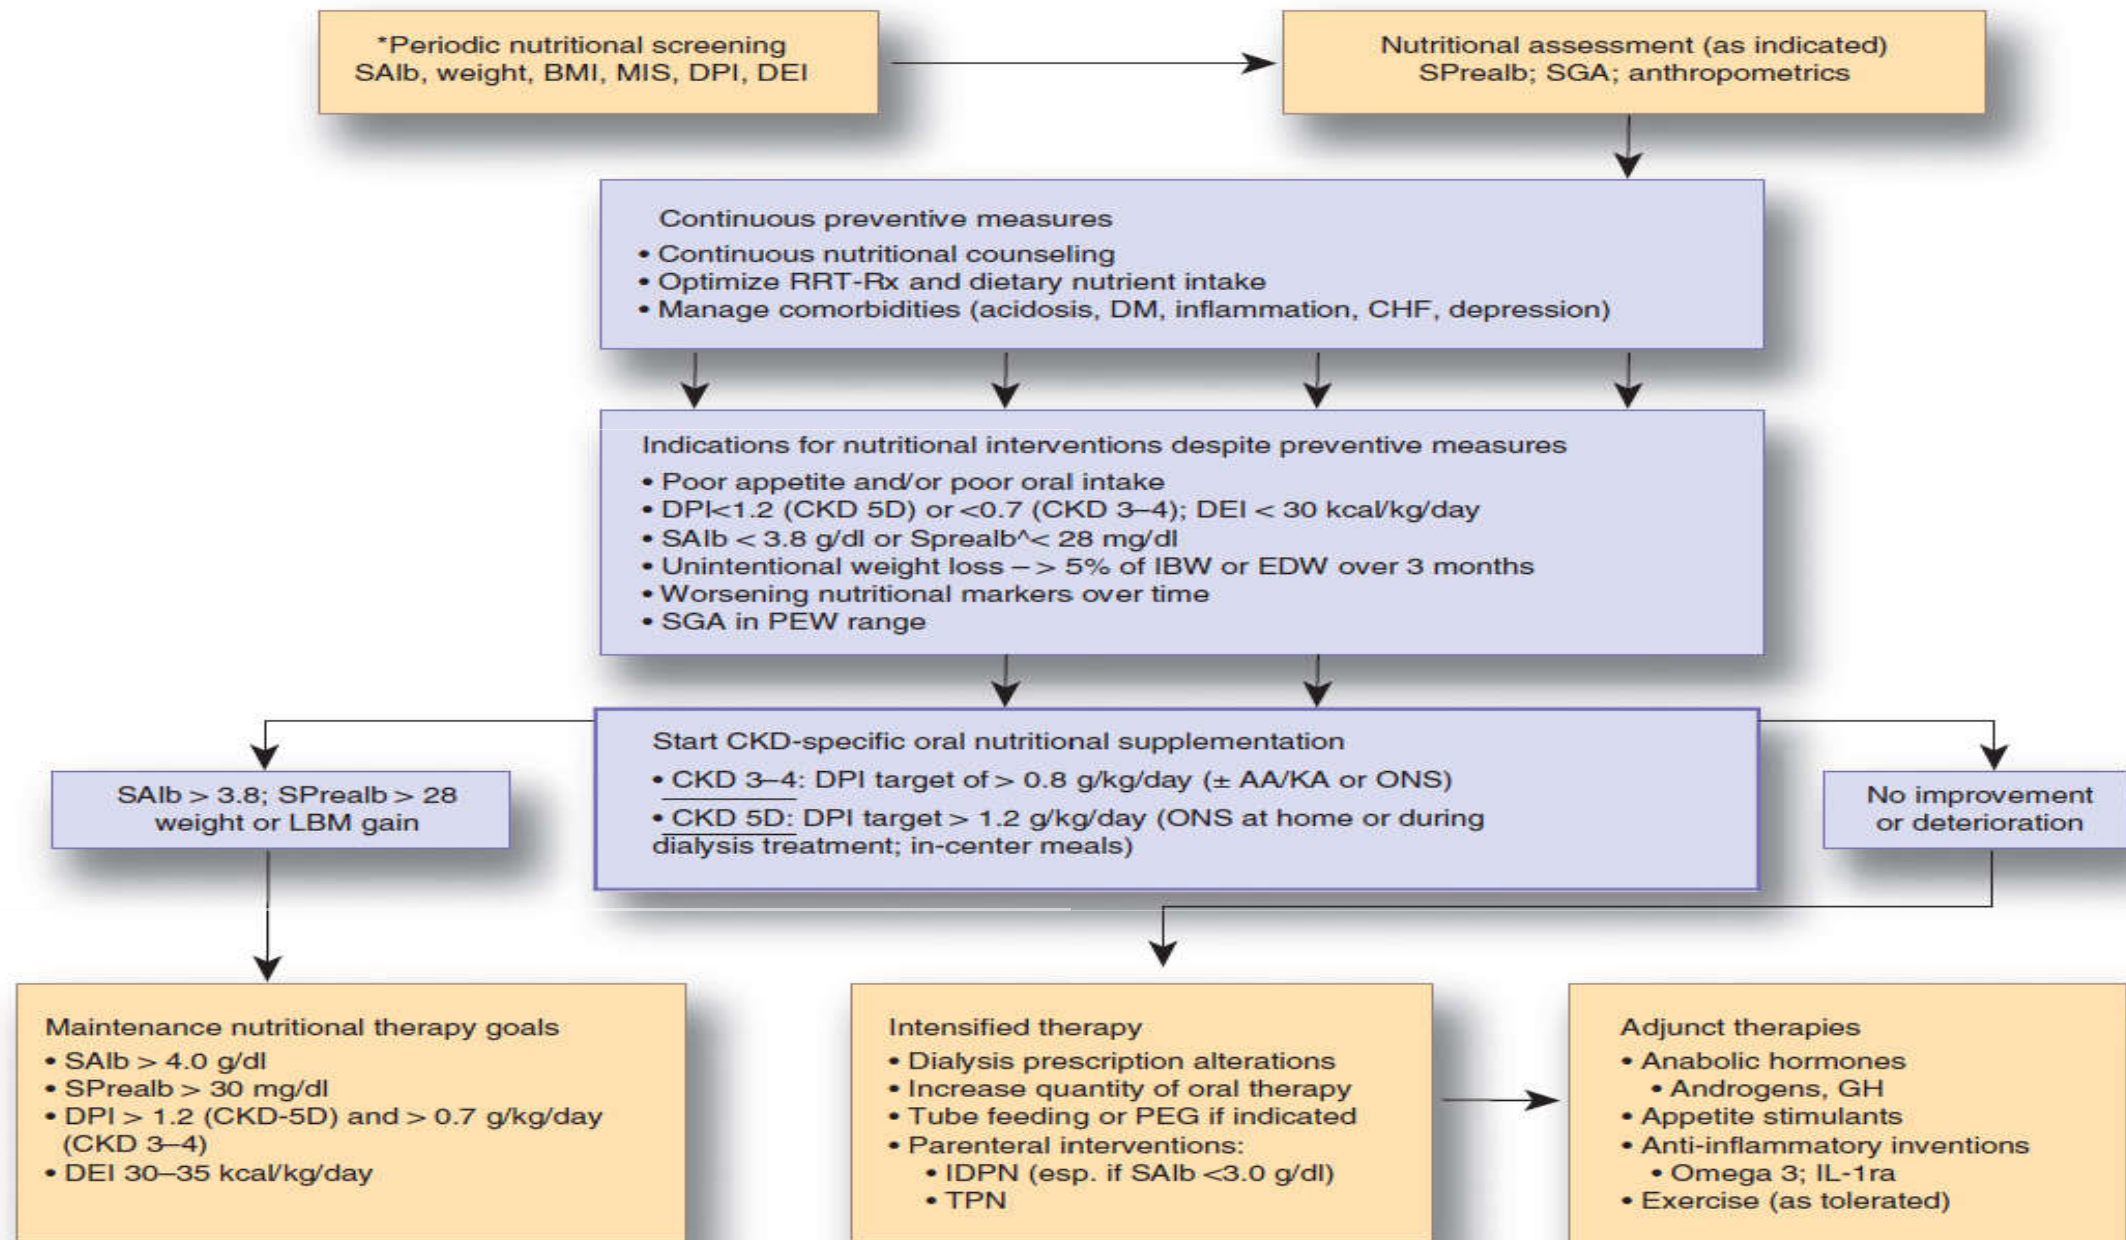 *Periodic nutritional screening
SAlb, weight, BMI, MIS, DPI, DEI
Nutritional assessment (as indicated)
SPrealb; SGA; anthropometrics
Continuous preventive measures
• Continuous nutritional counseling
• Optimize RRT-Rx and dietary nutrient intake
• Manage comorbidities (acidosis, DM, inflammation, CHF, depression)
Indications for nutritional interventions despite preventive measures
• Poor appetite and/or poor oral intake
• DPI<1.2 (CKD 5D) or <0.7 (CKD 3–4); DEI < 30 kcal/kg/day
• SAlb < 3.8 g/dl or Sprealb^< 28 mg/dl
• Unintentional weight loss –> 5% of IBW or EDW over 3 months
• Worsening nutritional markers over time
• SGA in PEW range
Start CKD-specific oral nutritional supplementation
• CKD 3–4: DPI target of > 0.8 g/kg/day (± AA/KA or ONS)
• CKD 5D: DPI target > 1.2 g/kg/day (ONS at home or during
dialysis treatment; in-center meals)
SAlb > 3.8; SPrealb > 28
weight or LBM gain
No improvement
or deterioration
Maintenance nutritional therapy goals
• SAlb > 4.0 g/dl
• SPrealb > 30 mg/dl
• DPI > 1.2 (CKD-5D) and > 0.7 g/kg/day
(CKD 3–4)
• DEI 30–35 kcal/kg/day
Intensified therapy
• Dialysis prescription alterations
• Increase quantity of oral therapy
• Tube feeding or PEG if indicated
• Parenteral interventions:
• IDPN (esp. if SAlb <3.0 g/dl)
• TPN
Adjunct therapies
• Anabolic hormones
• Androgens, GH
• Appetite stimulants
• Anti-inflammatory inventions
• Omega 3; IL-1ra
• Exercise (as tolerated)